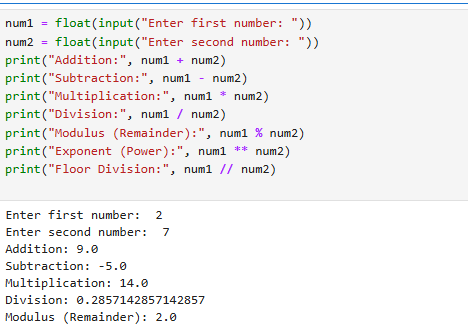 num1 = float(input("Enter first number: "))
num2 = float(input("Enter second number: "))
print("Addition:", num1 + num2)
print("Subtraction:", num1 - num2)
print("Multiplication:", num1 * num2)
print("Division:", num1 / num2)
print("Modulus (Remainder):", num1 % num2)
print("Exponent (Power):", num1 ** num2)
print("Floor Division:", num1 // num2)
Enter first number:  2
Enter second number:  7
Addition: 9.0
Subtraction: -5.0
Multiplication: 14.0
Division: 0.2857142857142857
Modulus (Remainder): 2.0